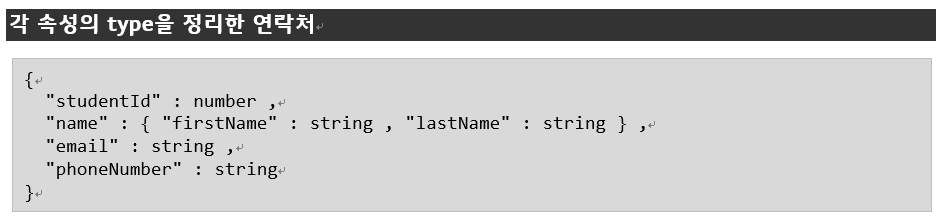 각 속성의 type을 정리한 연락처
{
"studentId" : number ,
"name" : { "firstName" : string , "lastName" : string } ,
"email" : string ,
"phoneNumber" : string
}